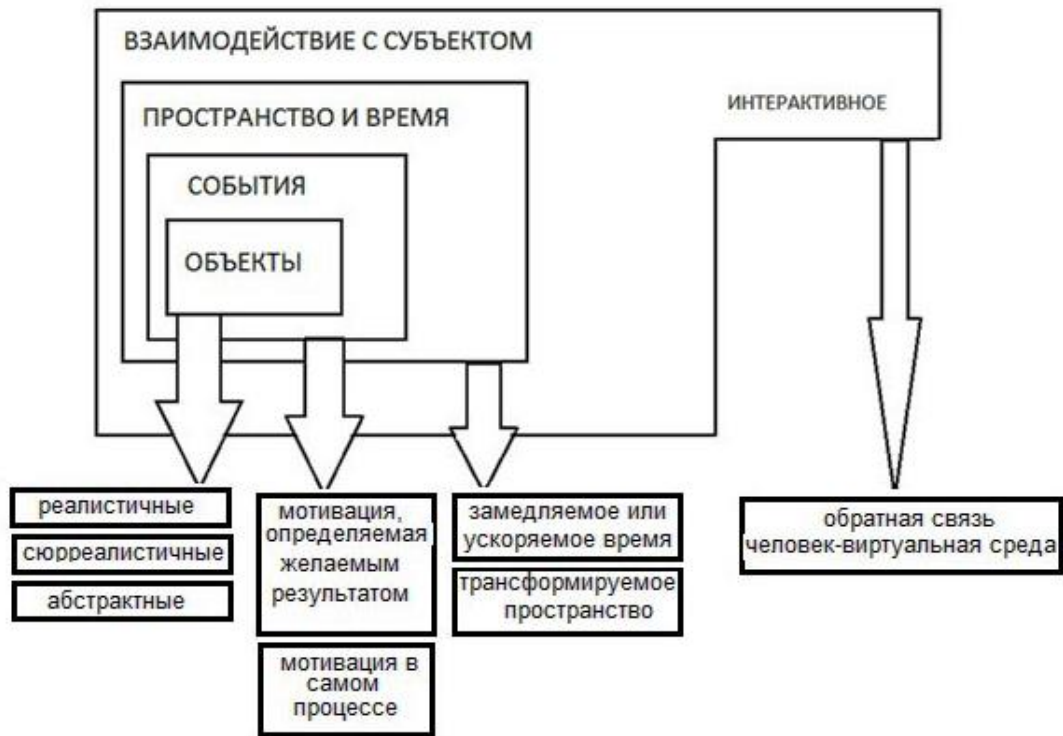 ВЗАИМОДЕЙСТВИЕ С СУБЪЕКТОМ
ИНТЕРАКТИВНОЕ
ПРОСТРАНСТВО И ВРЕМЯ
СОБЫТИЯ
ОБЪЕКТЫ
реалистичные
сюрреалистичные
абстрактные
мотивация,
определяемая
желаемым
результатом
мотивация в
самом
процессе
замедляемое или
ускоряемое время
трансформируемое
пространство
обратная связь
человек-виртуальная среда